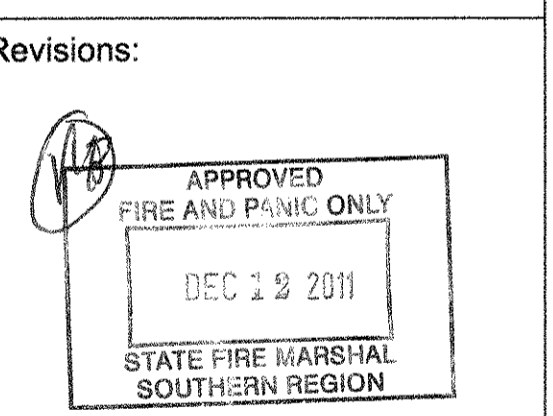 Revisions:
APPROVED
FIRE AND PANIC ONLY
DEC 12 2011
STATE FIRE MARSHAL
SOUTHERN REGION